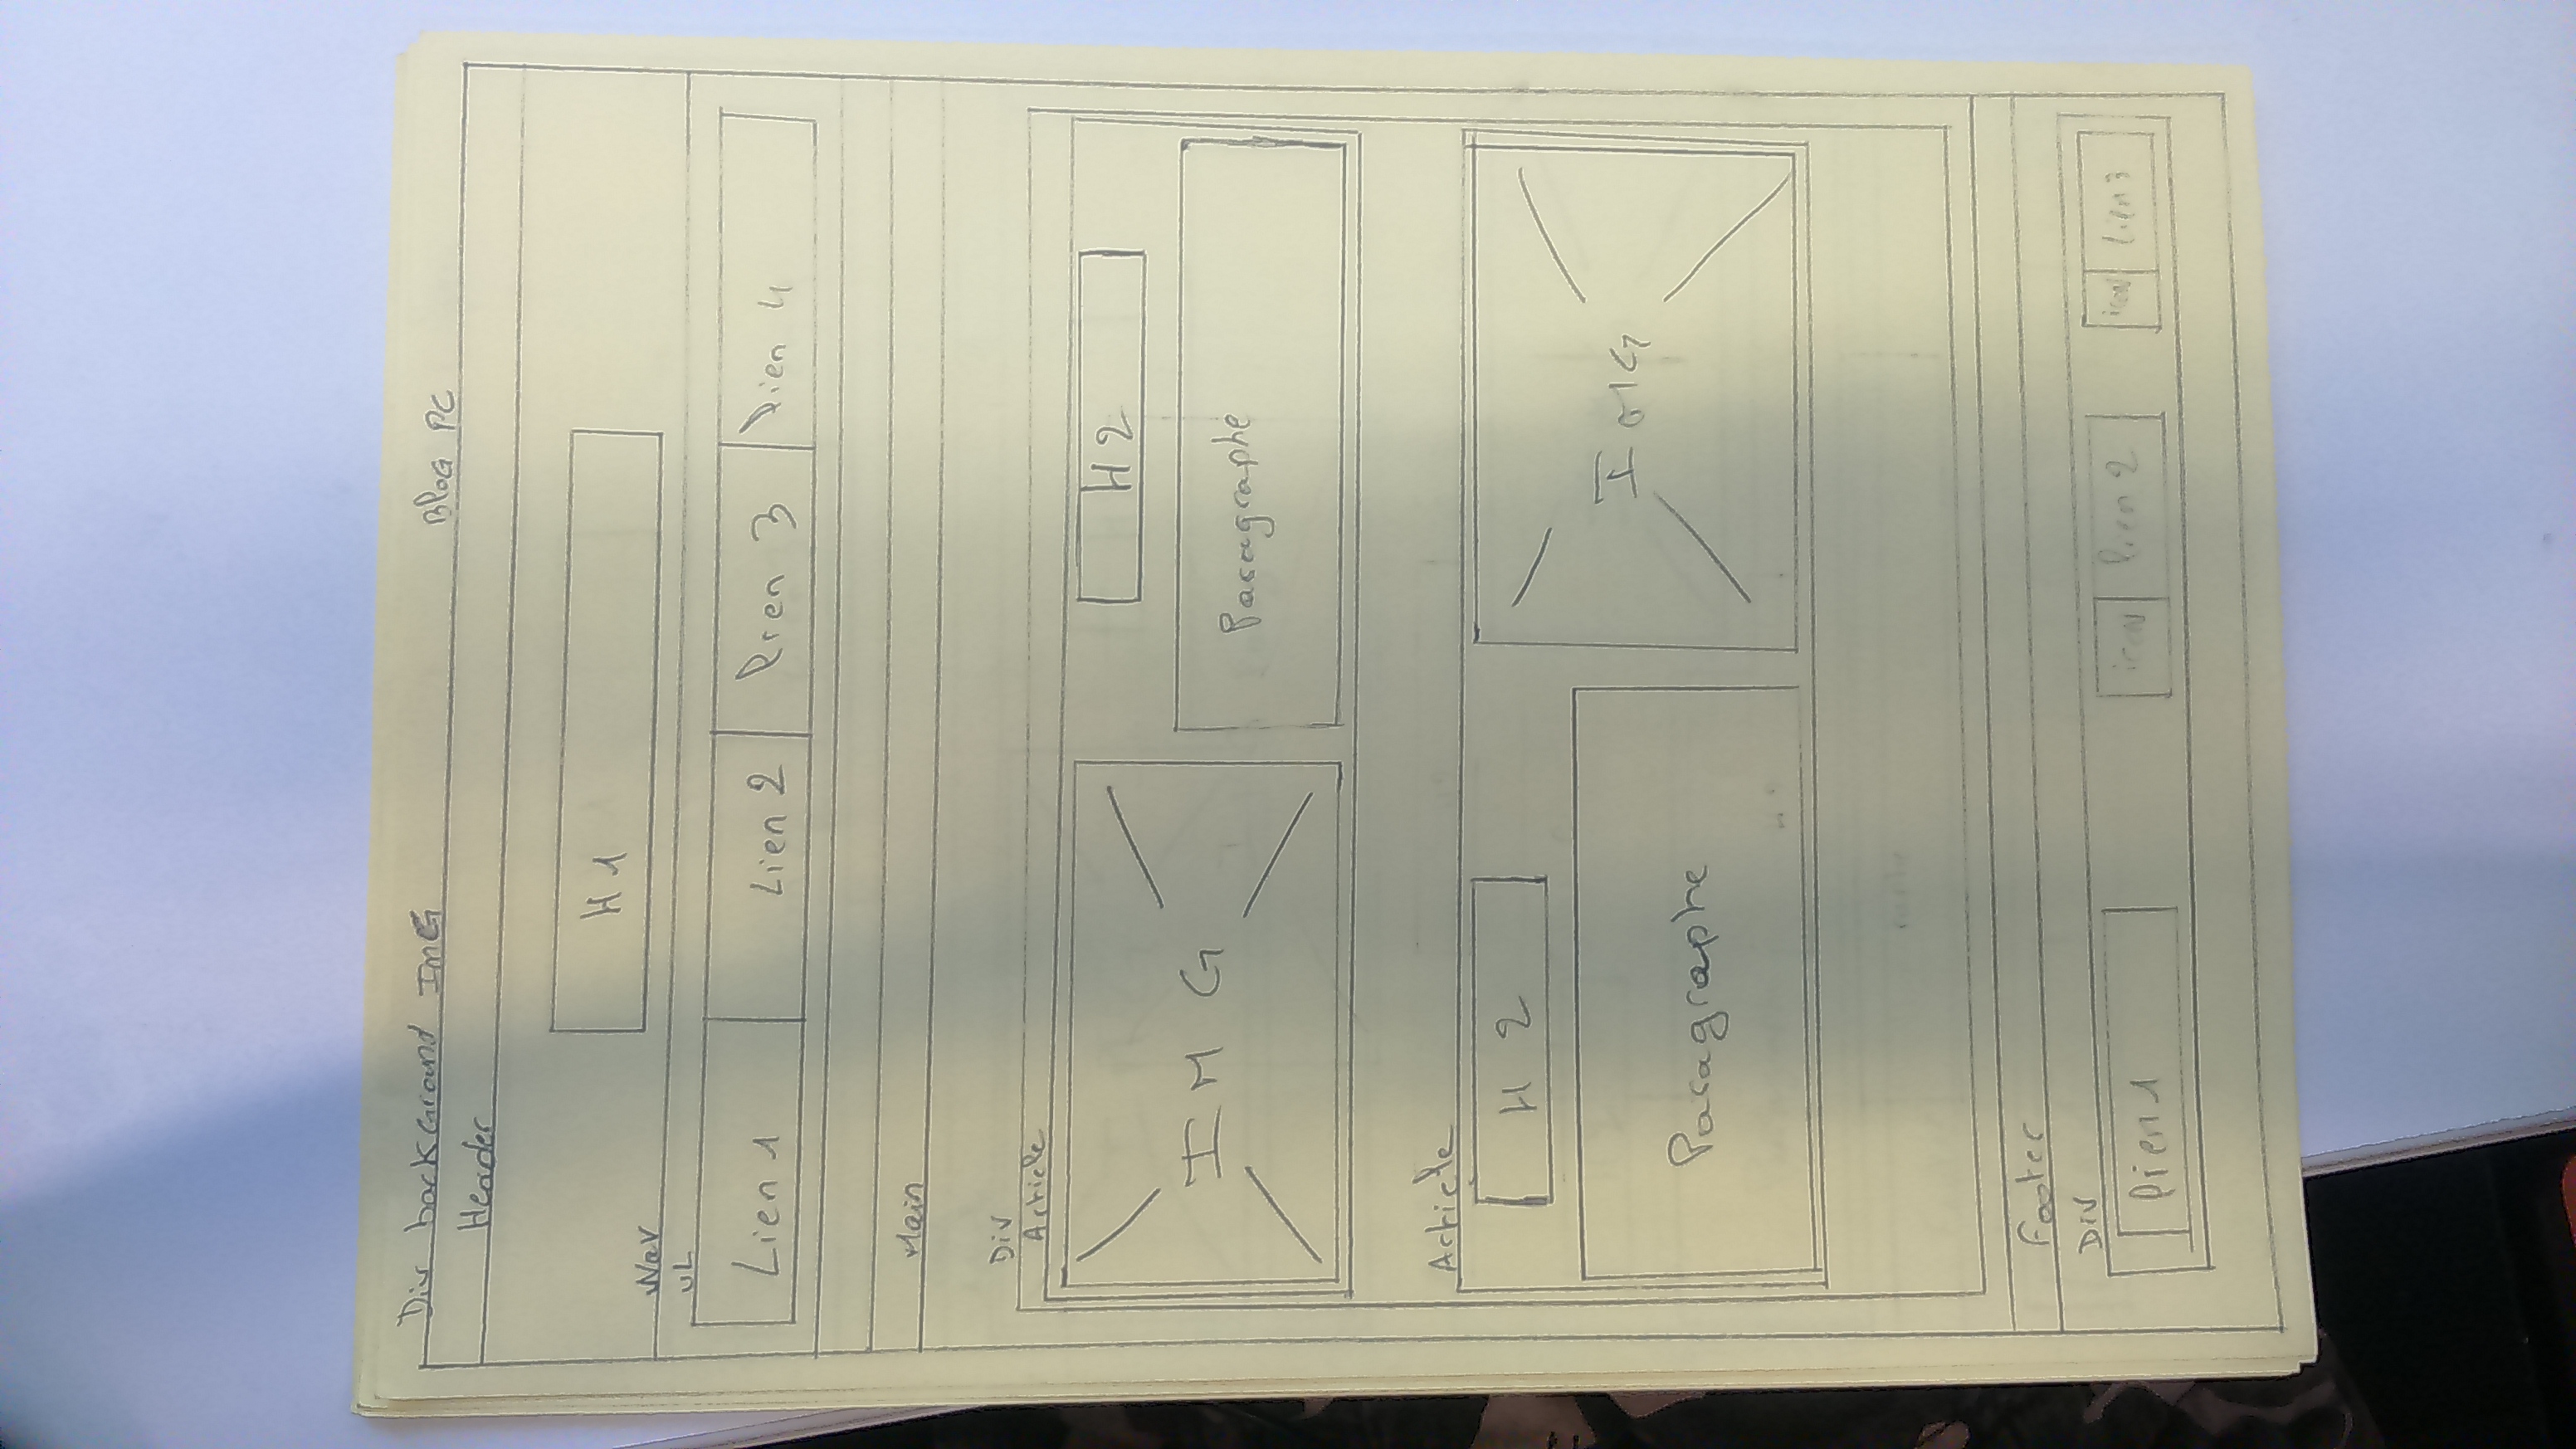 Div background ImG
BloG PC
Header
H1
Nav
UL
Lien 1
Lien 2
lien 3
lien 4
Main
Div
Article
IMG
H2
Paragraphe
Article
H 2
IMG
Paragraphe
Footer
Div
lien 1
icon
lien 2
icon
lien 3